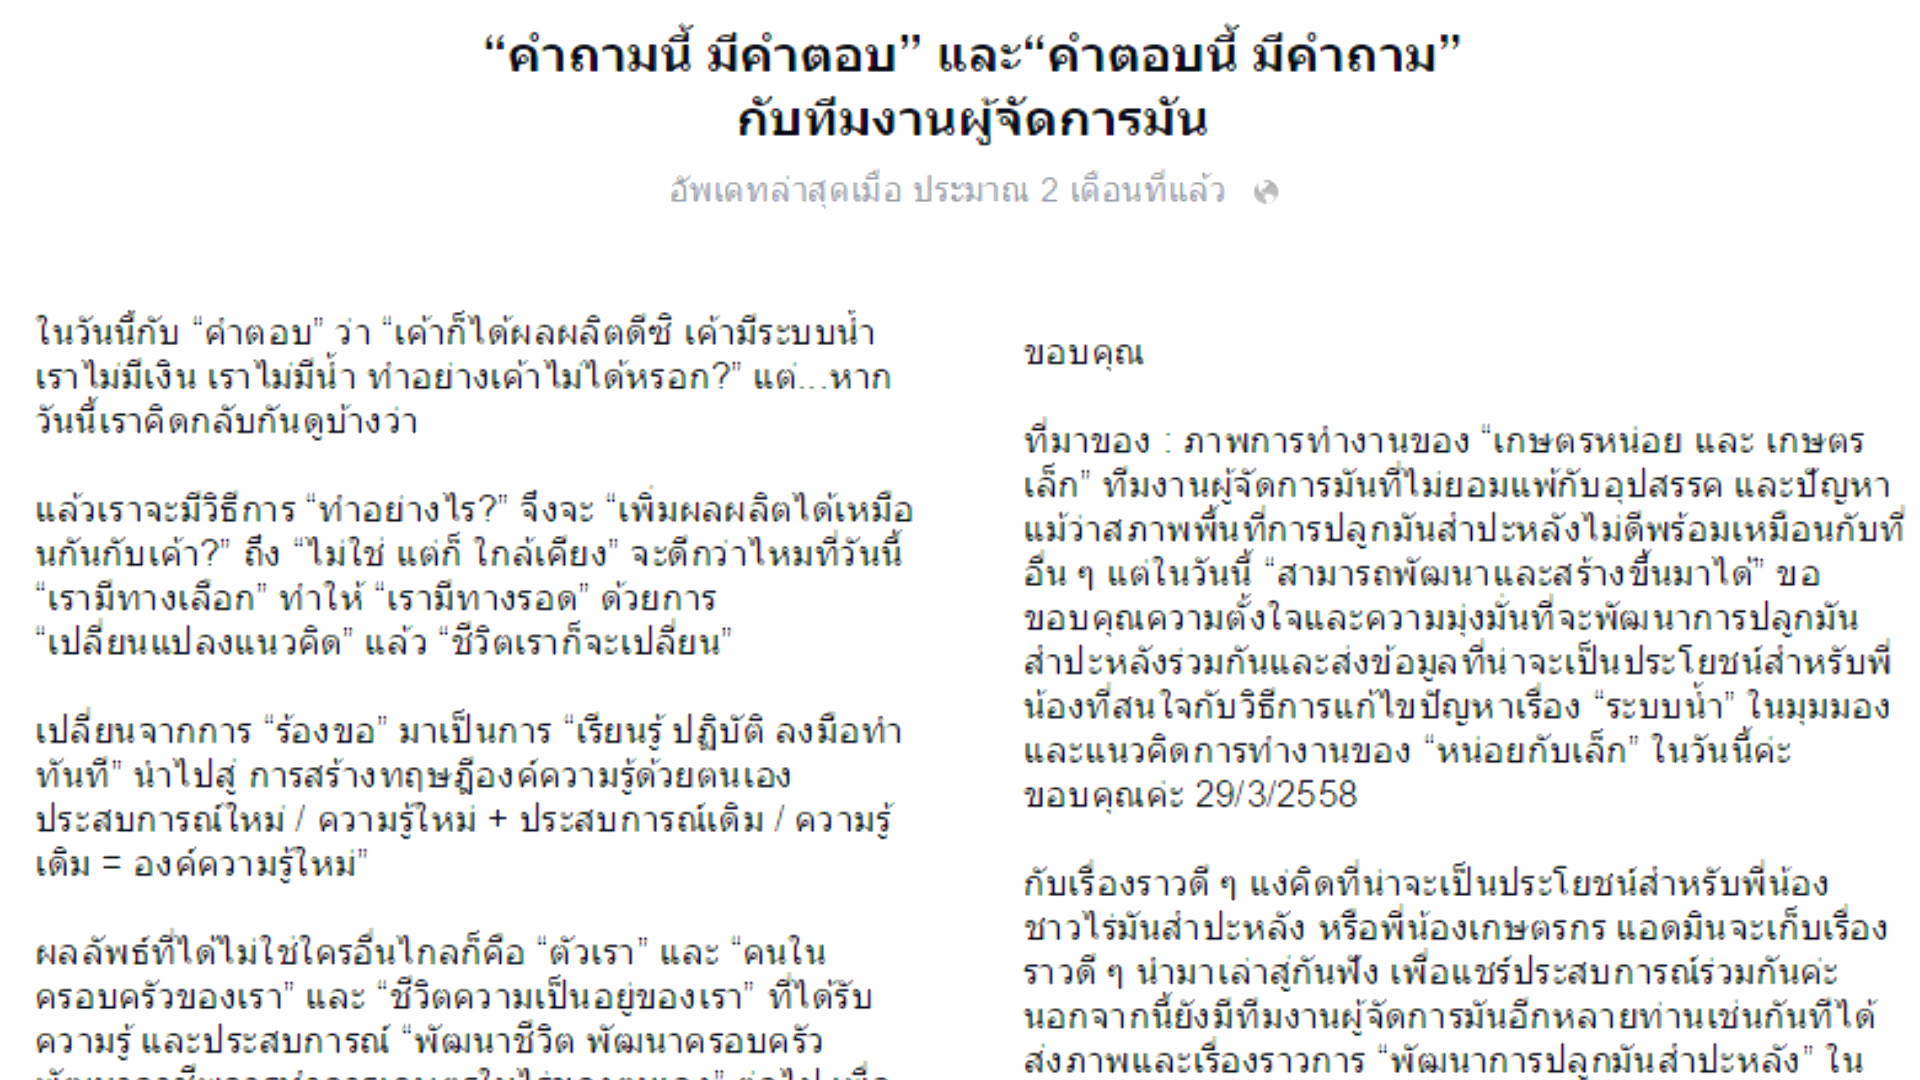 “คำถามนี้ มีคำตอบ” และ“คำตอบนี้ มีคำถาม”
กับทีมงานผู้จัดการมัน
อัพเดทล่าสุดเมื่อ ประมาณ 2 เดือนที่แล้ว
ในวันนี้กับ “คำตอบ” ว่า “เค้าก็ได้ผลผลิตดีซิ เค้ามีระบบน้ำ
เราไม่มีเงิน เราไม่มีน้ำ ทำอย่างเค้าไม่ได้หรอก?” แต่...หาก
วันนี้เราคิดกลับกันดูบ้างว่า
แล้วเราจะมีวิธีการ “ทำอย่างไร?” จึงจะ “เพิ่มผลผลิตได้เหมือ
นกันกับเค้า?” ถึง “ไม่ใช่ แต่ก็ ใกล้เคียง” จะดีกว่าไหมที่วันนี้
“เรามีทางเลือก” ทำให้ “เรามีทางรอด” ด้วยการ
“เปลี่ยนแปลงแนวคิด” แล้ว “ชีวิตเราก็จะเปลี่ยน”
เปลี่ยนจากการ “ร้องขอ” มาเป็นการ “เรียนรู้ ปฏิบัติ ลงมือทำ
ทันที” นำไปสู่ การสร้างทฤษฎีองค์ความรู้ด้วยตนเอง
ประสบการณ์ใหม่ / ความรู้ใหม่ + ประสบการณ์เดิม / ความรู้
เดิม = องค์ความรู้ใหม่”
ผลลัพธ์ที่ได้ไม่ใช่ใครอื่นไกลก็คือ “ตัวเรา” และ “คนใน
ครอบครัวของเรา” และ “ชีวิตความเป็นอยู่ของเรา” ที่ได้รับ
ความรู้ และประสบการณ์ “พัฒนาชีวิต พัฒนาครอบครัว
ขอบคุณ
ที่มาของ : ภาพการทำงานของ “เกษตรหน่อย และ เกษตร
เล็ก” ทีมงานผู้จัดการมันที่ไม่ยอมแพ้กับอุปสรรค และปัญหา
แม้ว่าสภาพพื้นที่การปลูกมันสำปะหลังไม่ดีพร้อมเหมือนกับที่
อื่น ๆ แต่ในวันนี้ “สามารถพัฒนาและสร้างขึ้นมาได้” ขอ
ขอบคุณความตั้งใจและความมุ่งมั่นที่จะพัฒนาการปลูกมัน
สำปะหลังร่วมกันและส่งข้อมูลที่น่าจะเป็นประโยชน์สำหรับพี่
น้องที่สนใจกับวิธีการแก้ไขปัญหาเรื่อง “ระบบน้ำ” ในมุมมอง
และแนวคิดการทำงานของ “หน่อยกับเล็ก” ในวันนี้ค่ะ
ขอบคุณค่ะ 29/3/2558
กับเรื่องราวดี ๆ แง่คิดที่น่าจะเป็นประโยชน์สำหรับพี่น้อง
ชาวไร่มันสำปะหลัง หรือพี่น้องเกษตรกร แอดมินจะเก็บเรื่อง
ราวดี ๆ นำมาเล่าสู่กันฟัง เพื่อแชร์ประสบการณ์ร่วมกันค่ะ
นอกจากนี้ยังมีทีมงานผู้จัดการมันอีกหลายท่านเช่นกันที่ได้
ส่งภาพและเรื่องราวการ “พัฒนาการปลูกมันสำปะหลัง” ใน